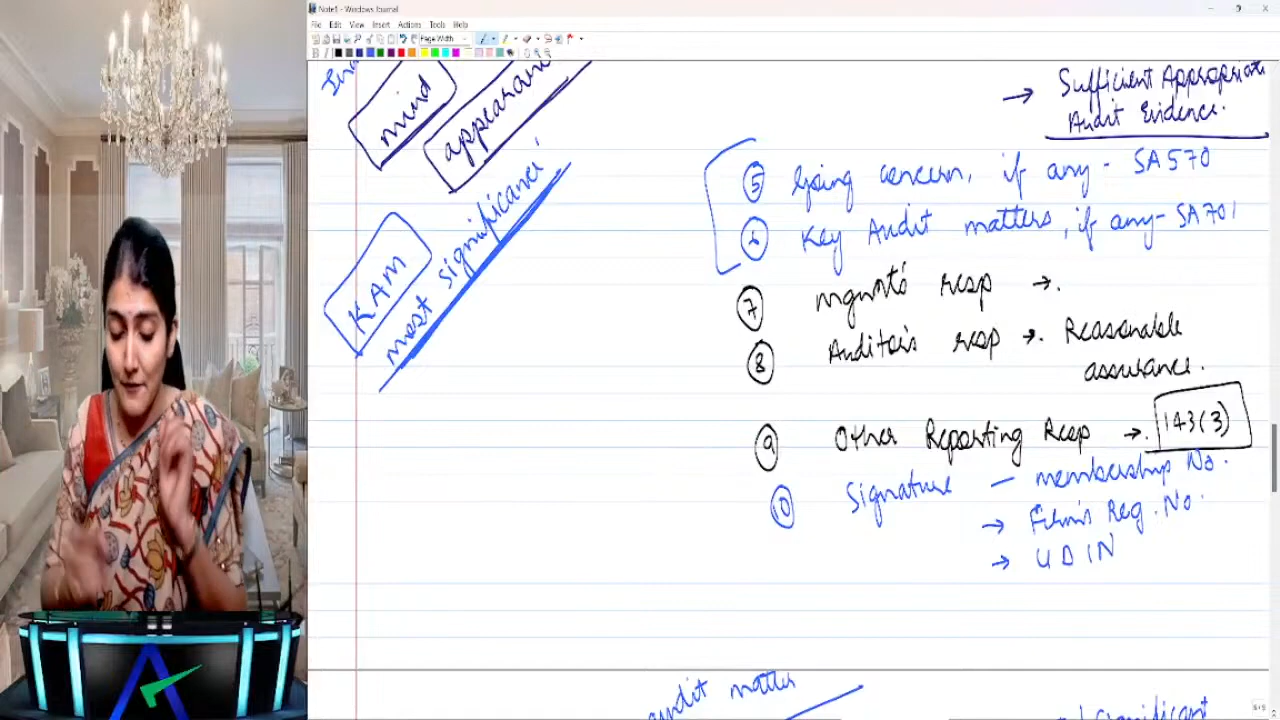 Note1 - Windows Journal
File Edit View Insert Actions Tools Help
Page Width
mind
appearan
→ Sufficient Appropriate
Audit Evidence.
⑤ Going concern, if any - SA 570
⑥ Key Audit matters, if any - SA 701
KAM
most significance
⑦ mgmt's resp →.
⑧ Auditor's resp →. Reasonable
assurance.
⑨ Other Reporting Resp →. 143(3)
⑩ Signature — membership No.
→ Firm's Reg. No.
→ UDIN
audit matter
significant